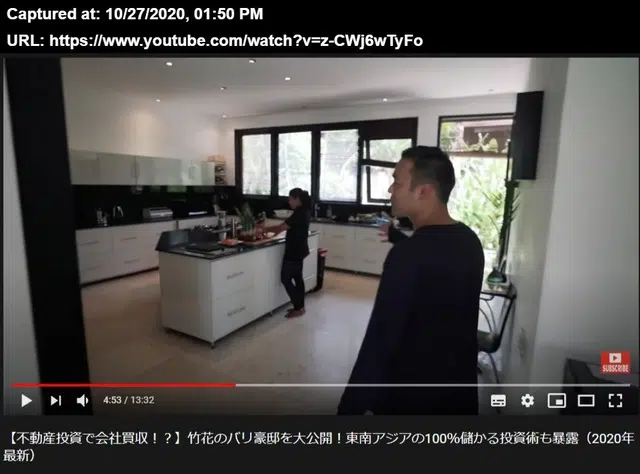 Captured at: 10/27/2020, 01:50 PM
URL: https://www.youtube.com/watch?v=z-CWj6wTyFo
SUBSCRIBE
4:53 / 13:32
【不動産投資で会社買収！？】竹花のバリ豪邸を大公開！東南アジアの100%儲かる投資術も暴露（2020年
最新）